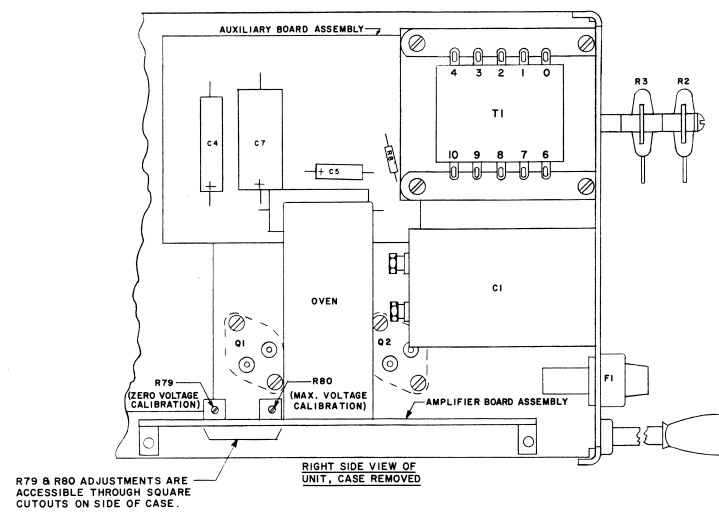 AUXILIARY BOARD ASSEMBLY
4 3 2 1 0
R3
R2
T1
C4
C7
R8
+ C5
10 9 8 7 6
+
+
C1
OVEN
Q1
Q2
R79
(ZERO VOLTAGE
CALIBRATION)
R80
(MAX. VOLTAGE
CALIBRATION)
F1
AMPLIFIER BOARD ASSEMBLY
RIGHT SIDE VIEW OF
UNIT, CASE REMOVED
R79 & R80 ADJUSTMENTS ARE
ACCESSIBLE THROUGH SQUARE
CUTOUTS ON SIDE OF CASE.